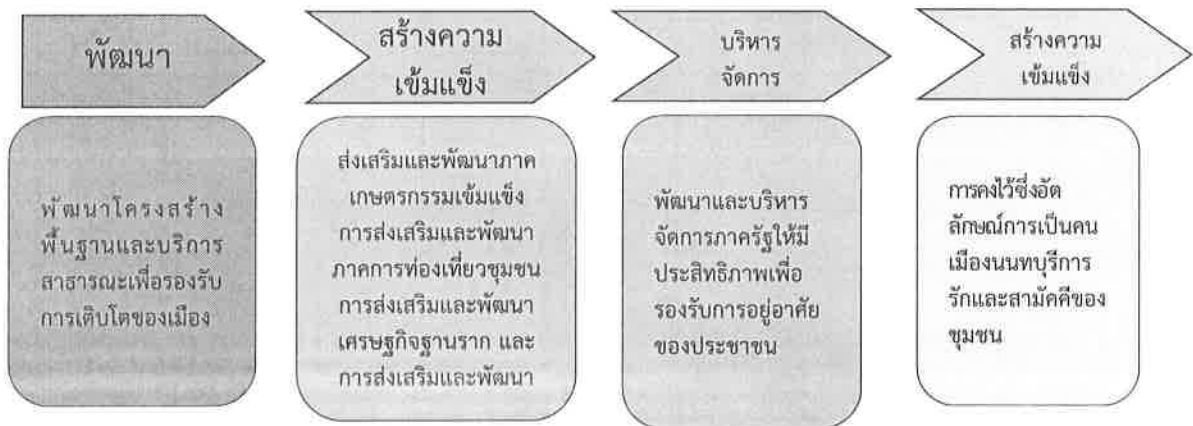 พัฒนา
สร้างความ
เข้มแข็ง
บริหาร
จัดการ
สร้างความ
เข้มแข็ง
พัฒนาโครงสร้าง
พื้นฐานและบริการ
สาธารณะเพื่อรองรับ
การเติบโตของเมือง
ส่งเสริมและพัฒนาภาค
เกษตรกรรมเข้มแข็ง
การส่งเสริมและพัฒนา
ภาคการท่องเที่ยวชุมชน
การส่งเสริมและพัฒนา
เศรษฐกิจฐานราก และ
การส่งเสริมและพัฒนา
พัฒนาและบริหาร
จัดการภาครัฐให้มี
ประสิทธิภาพเพื่อ
รองรับการอยู่อาศัย
ของประชาชน
การคงไว้ซึ่งอัต
ลักษณ์การเป็นคน
เมืองนนทบุรีการ
รักและสามัคคีของ
ชุมชน